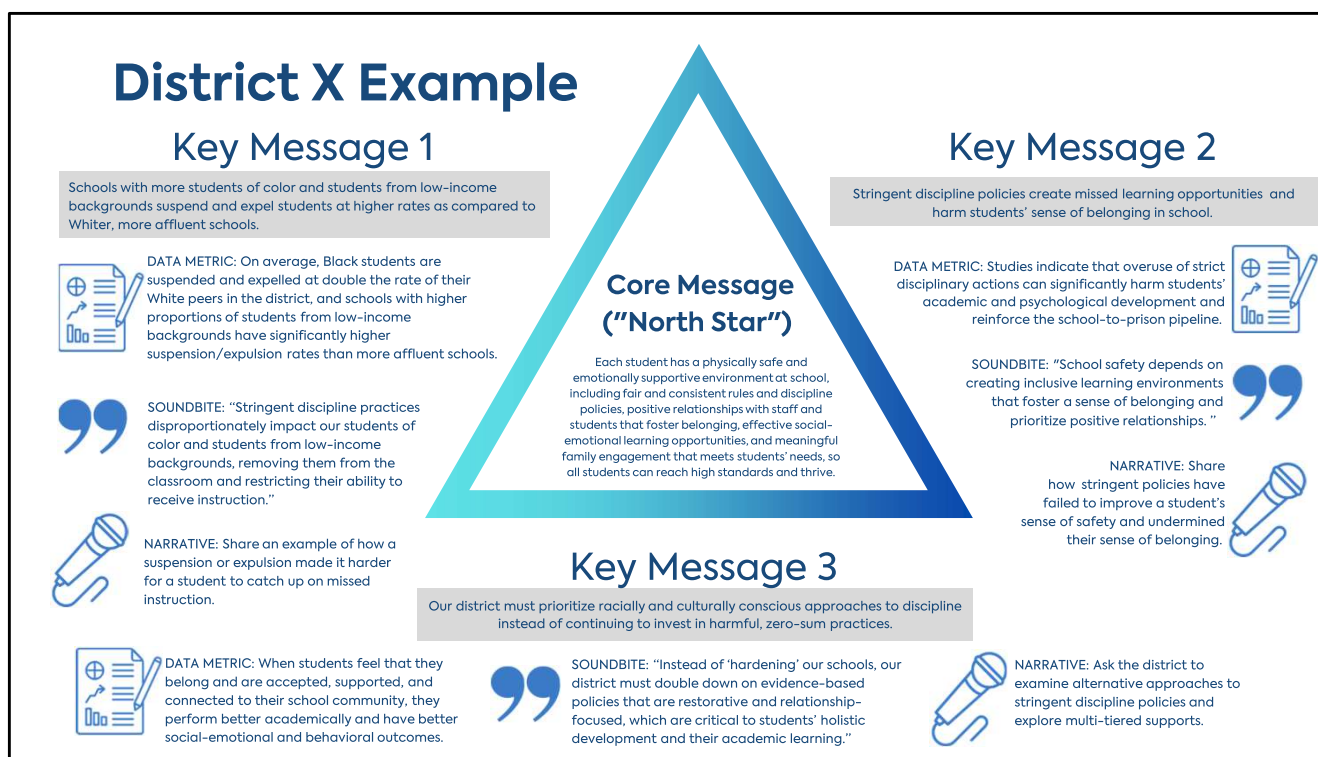 District X Example
Key Message 1
Schools with more students of color and students from low-income
backgrounds suspend and expel students at higher rates as compared to
Whiter, more affluent schools.
DATA METRIC: On average, Black students are
suspended and expelled at double the rate of their
White peers in the district, and schools with higher
proportions of students from low-income
backgrounds have significantly higher
suspension/expulsion rates than more affluent schools.
SOUNDBITE: “Stringent discipline practices
disproportionately impact our students of
color and students from low-income
backgrounds, removing them from the
classroom and restricting their ability to
receive instruction.”
NARRATIVE: Share an example of how a
suspension or expulsion made it harder
for a student to catch up on missed
instruction.
Core Message
("North Star")
Each student has a physically safe and
emotionally supportive environment at school,
including fair and consistent rules and discipline
policies, positive relationships with staff and
students that foster belonging, effective social-
emotional learning opportunities, and meaningful
family engagement that meets students’ needs, so
all students can reach high standards and thrive.
Key Message 2
Stringent discipline policies create missed learning opportunities and
harm students’ sense of belonging in school.
DATA METRIC: Studies indicate that overuse of strict
disciplinary actions can significantly harm students’
academic and psychological development and
reinforce the school-to-prison pipeline.
SOUNDBITE: "School safety depends on
creating inclusive learning environments
that foster a sense of belonging and
prioritize positive relationships. ”
NARRATIVE: Share
how stringent policies have
failed to improve a student’s
sense of safety and undermined
their sense of belonging.
Key Message 3
Our district must prioritize racially and culturally conscious approaches to discipline
instead of continuing to invest in harmful, zero-sum practices.
DATA METRIC: When students feel that they
belong and are accepted, supported, and
connected to their school community, they
perform better academically and have better
social-emotional and behavioral outcomes.
SOUNDBITE: “Instead of ‘hardening’ our schools, our
district must double down on evidence-based
policies that are restorative and relationship-
focused, which are critical to students’ holistic
development and their academic learning.”
NARRATIVE: Ask the district to
examine alternative approaches to
stringent discipline policies and
explore multi-tiered supports.